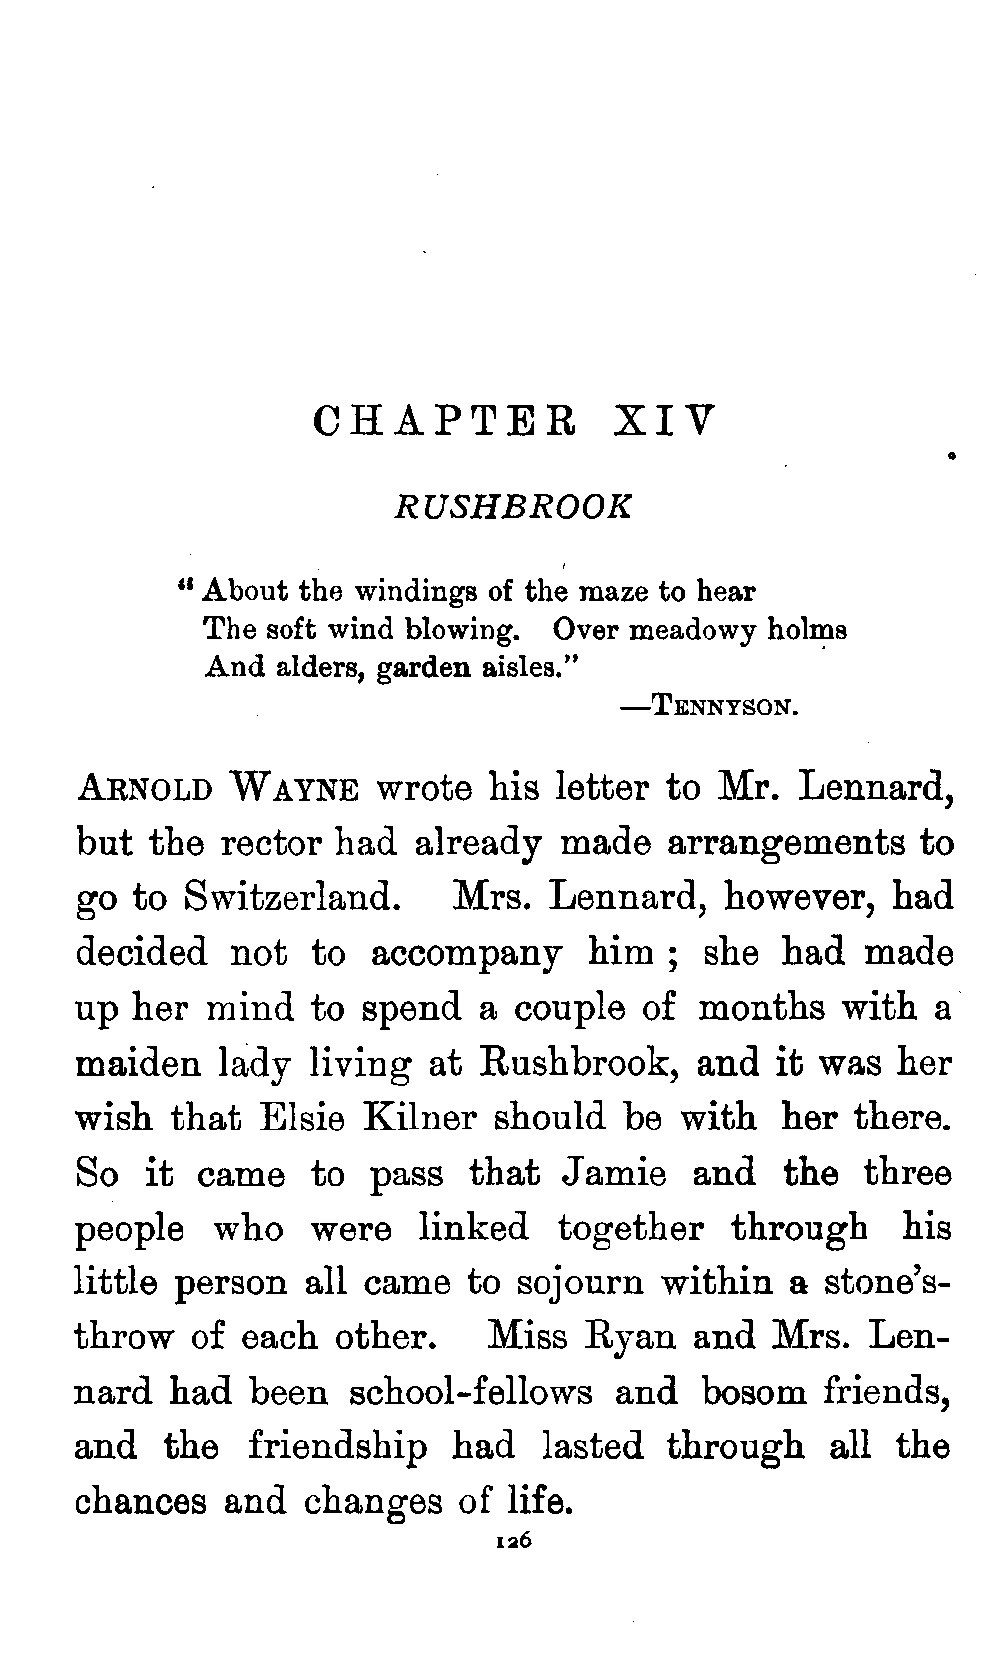 CHAPTER XIV
RUSHBROOK
"About the windings of the maze to hear
The soft wind blowing. Over meadowy holms
And alders, garden aisles."
—TENNYSON.
ARNOLD WAYNE wrote his letter to Mr. Lennard,
but the rector had already made arrangements to
go to Switzerland. Mrs. Lennard, however, had
decided not to accompany him ; she had made
up her mind to spend a couple of months with a
maiden lady living at Rushbrook, and it was her
wish that Elsie Kilner should be with her there.
So it came to pass that Jamie and the three
people who were linked together through his
little person all came to sojourn within a stone's-
throw of each other. Miss Ryan and Mrs. Len-
nard had been school-fellows and bosom friends,
and the friendship had lasted through all the
chances and changes of life.
126